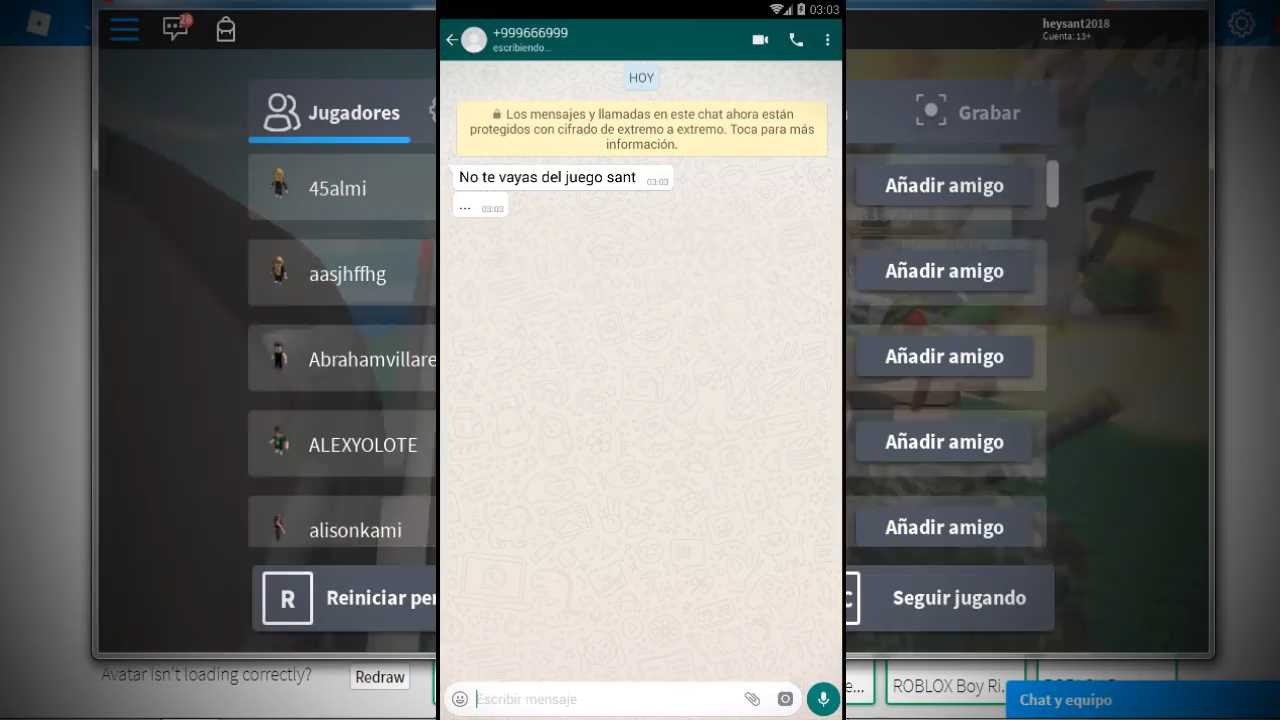 03:03
28
heysant2018
Cuenta: 13+
+999666999
escribiendo...
HOY
Jugadores
Grabar
Los mensajes y llamadas en este chat ahora están
protegidos con cifrado de extremo a extremo. Toca para más
información.
No te vayas del juego sant 03:03
... 03:03
45almi
Añadir amigo
aasjhffhg
Añadir amigo
Abrahamvillare
Añadir amigo
ALEXYOLOTE
Añadir amigo
alisonkami
Añadir amigo
R
Reiniciar per
C
Seguir jugando
Avatar isn't loading correctly?
Redraw
Escribir mensaje
e...
ROBLOX Boy Ri...
Chat y equipo